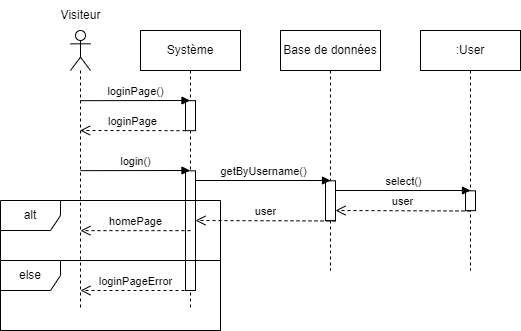 Visiteur
Système
Base de données
:User
loginPage()
loginPage
login()
getByUsername()
select()
user
user
alt
homePage
else
loginPageError